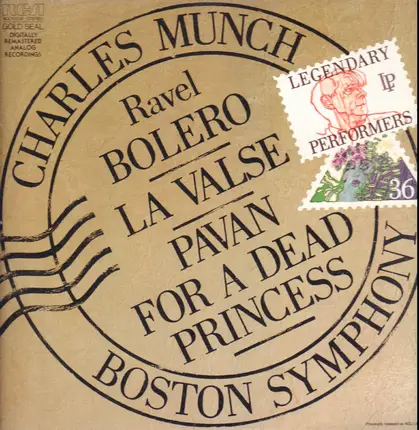 RCA
GOLD SEAL
DIGITALLY
REMASTERED
ANALOG
RECORDINGS
CHARLES MUNCH
Ravel
BOLERO
LA VALSE
PAVAN
FOR A DEAD
PRINCESS
BOSTON SYMPHONY
LEGENDARY
LP
PERFORMERS
36